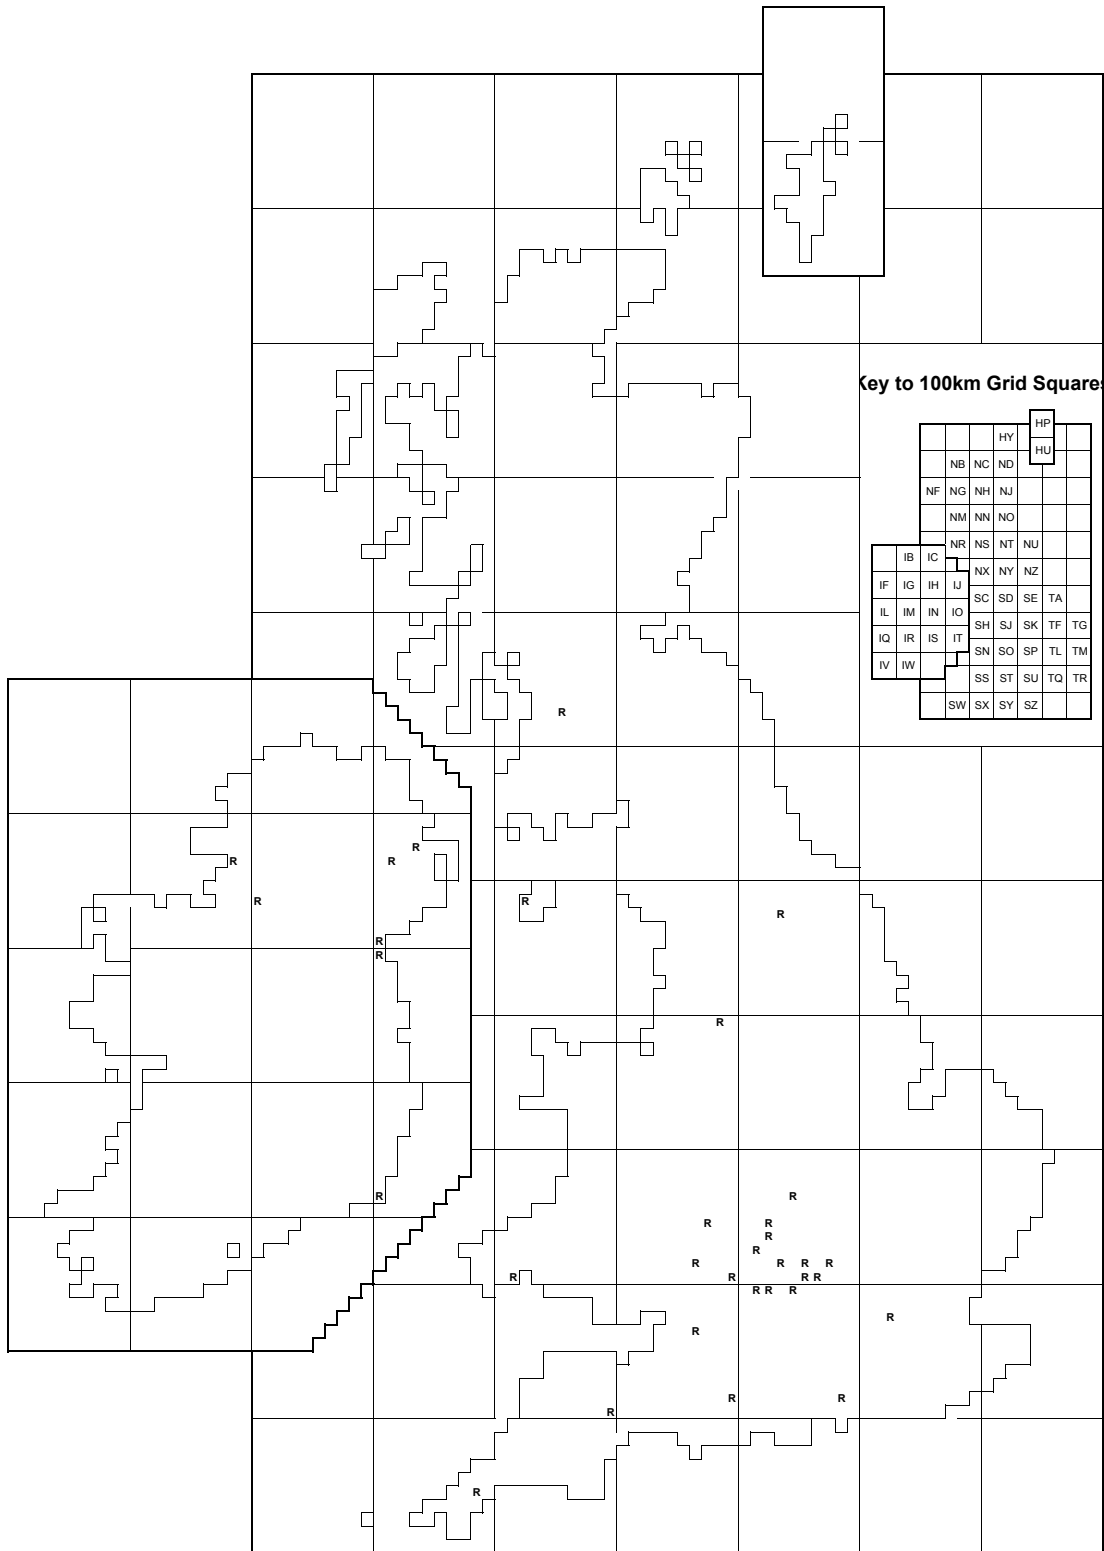 Key to 100km Grid Squares
HP
HY
HU
NB NC ND
NF NG NH NJ
NM NN NO
NR NS NT NU
IB IC
NX NY NZ
IF IG IH IJ
SC SD SE TA
IL IM IN IO
SH SJ SK TF TG
IQ IR IS IT
SN SO SP TL TM
IV IW
SS ST SU TQ TR
SW SX SY SZ
R
R
R R
R R
R
R
R
R
R R
R R
R
R
R R R R
R R R R
R R R
R
R
R R
R
R